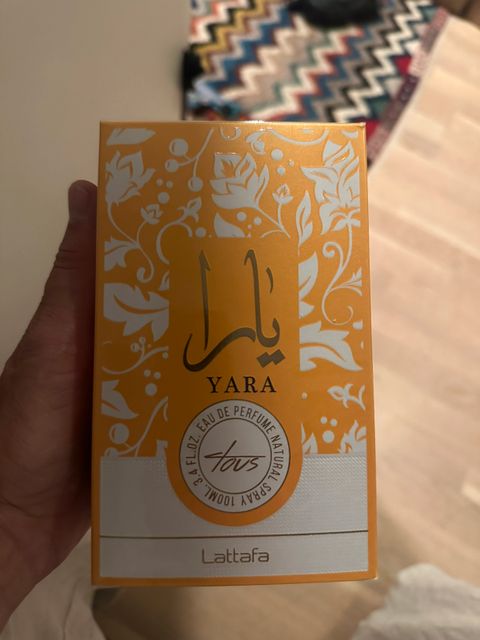 يارا
YARA
EAU DE PERFUME NATURAL SPRAY 100ML. 3.4 FL.OZ.
Tous
Lattafa